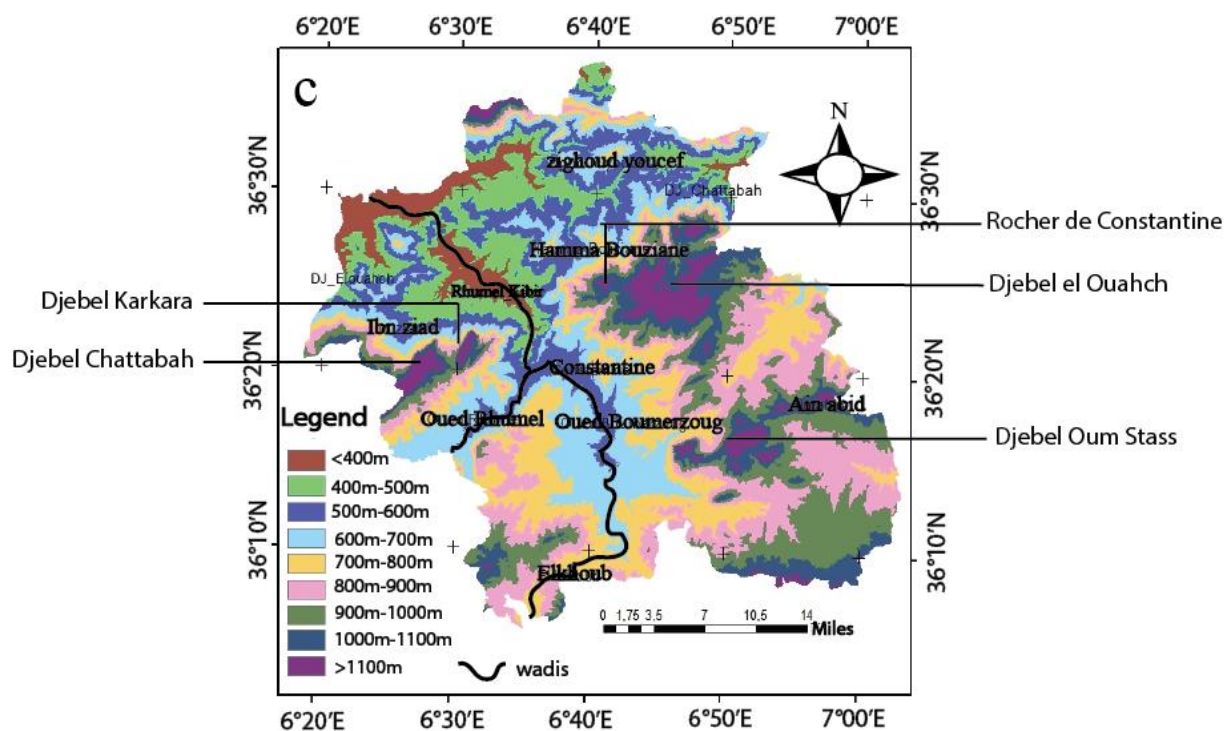 6°20'E 6°30'E 6°40'E 6°50'E 7°00'E
C
N
zighoud youcef
DJ_Chattabah
36°30'N
36°30'N
Rocher de Constantine
Hamma Bouziane
DJ_Elouahch
Djebel el Ouahch
Rhumel Kibir
Djebel Karkara
Ibn ziad
Djebel Chattabah
36°20'N
Constantine
36°20'N
Ain abid
Legend
Oued Rhumel
Oued Boumerzoug
Djebel Oum Stass
<400m
400m-500m
500m-600m
600m-700m
700m-800m
800m-900m
900m-1000m
1000m-1100m
>1100m
36°10'N
36°10'N
Elkhoub
0 1,75 3,5 7 10,5 14
Miles
wadis
6°20'E 6°30'E 6°40'E 6°50'E 7°00'E